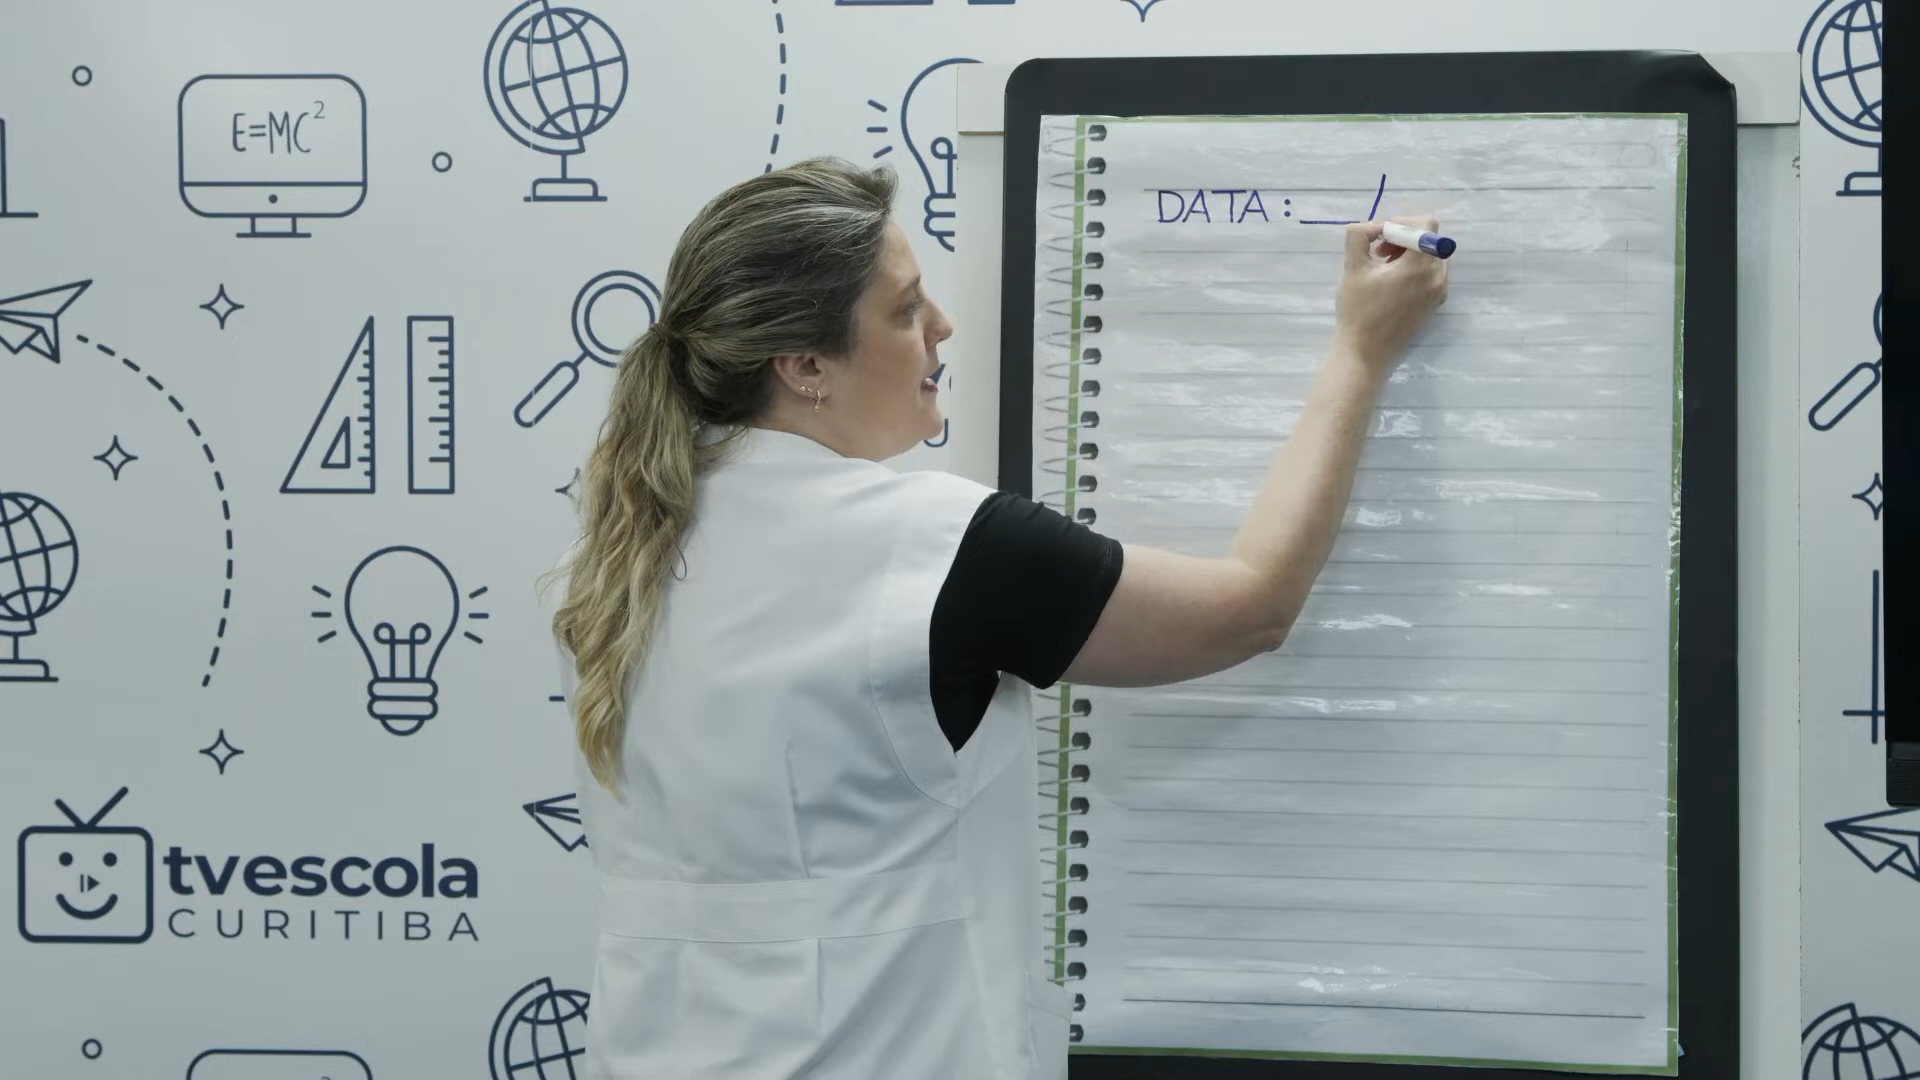 E=MC²
DATA: __/
tvescola
CURITIBA